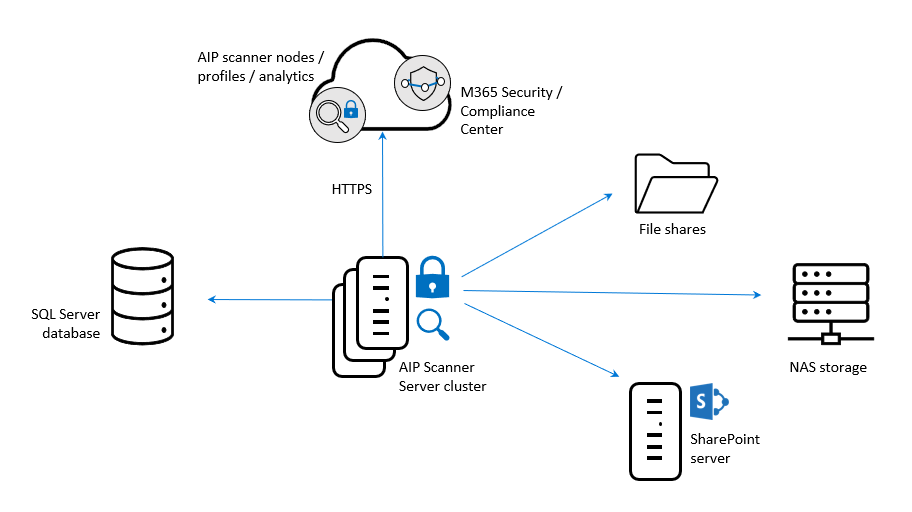 AIP scanner nodes /
profiles / analytics
M365 Security /
Compliance
Center
HTTPS
File shares
SQL Server
database
AIP Scanner
Server cluster
NAS storage
S
SharePoint
server